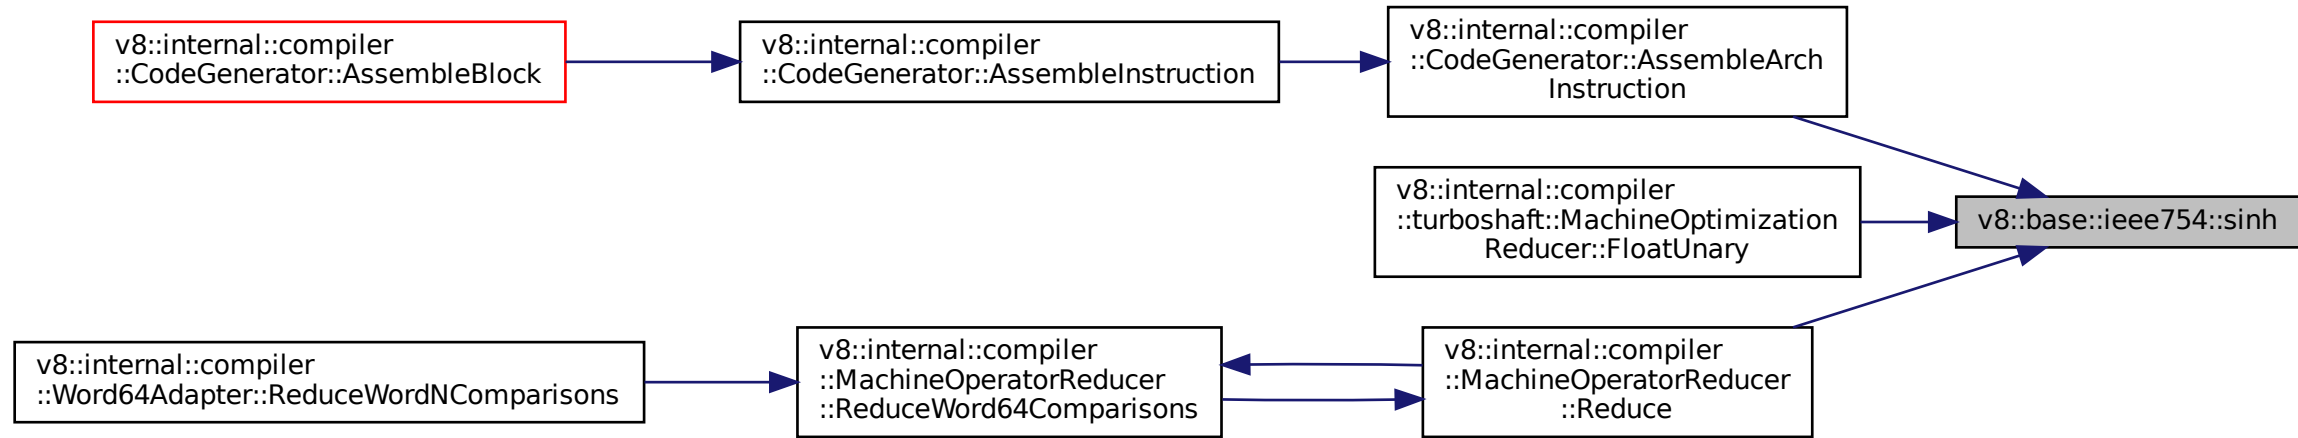 v8::internal::compiler
::CodeGenerator::AssembleBlock
v8::internal::compiler
::CodeGenerator::AssembleInstruction
v8::internal::compiler
::CodeGenerator::AssembleArch
Instruction
v8::internal::compiler
::turboshaft::MachineOptimization
Reducer::FloatUnary
v8::base::ieee754::sinh
v8::internal::compiler
::Word64Adapter::ReduceWordNComparisons
v8::internal::compiler
::MachineOperatorReducer
::ReduceWord64Comparisons
v8::internal::compiler
::MachineOperatorReducer
::Reduce